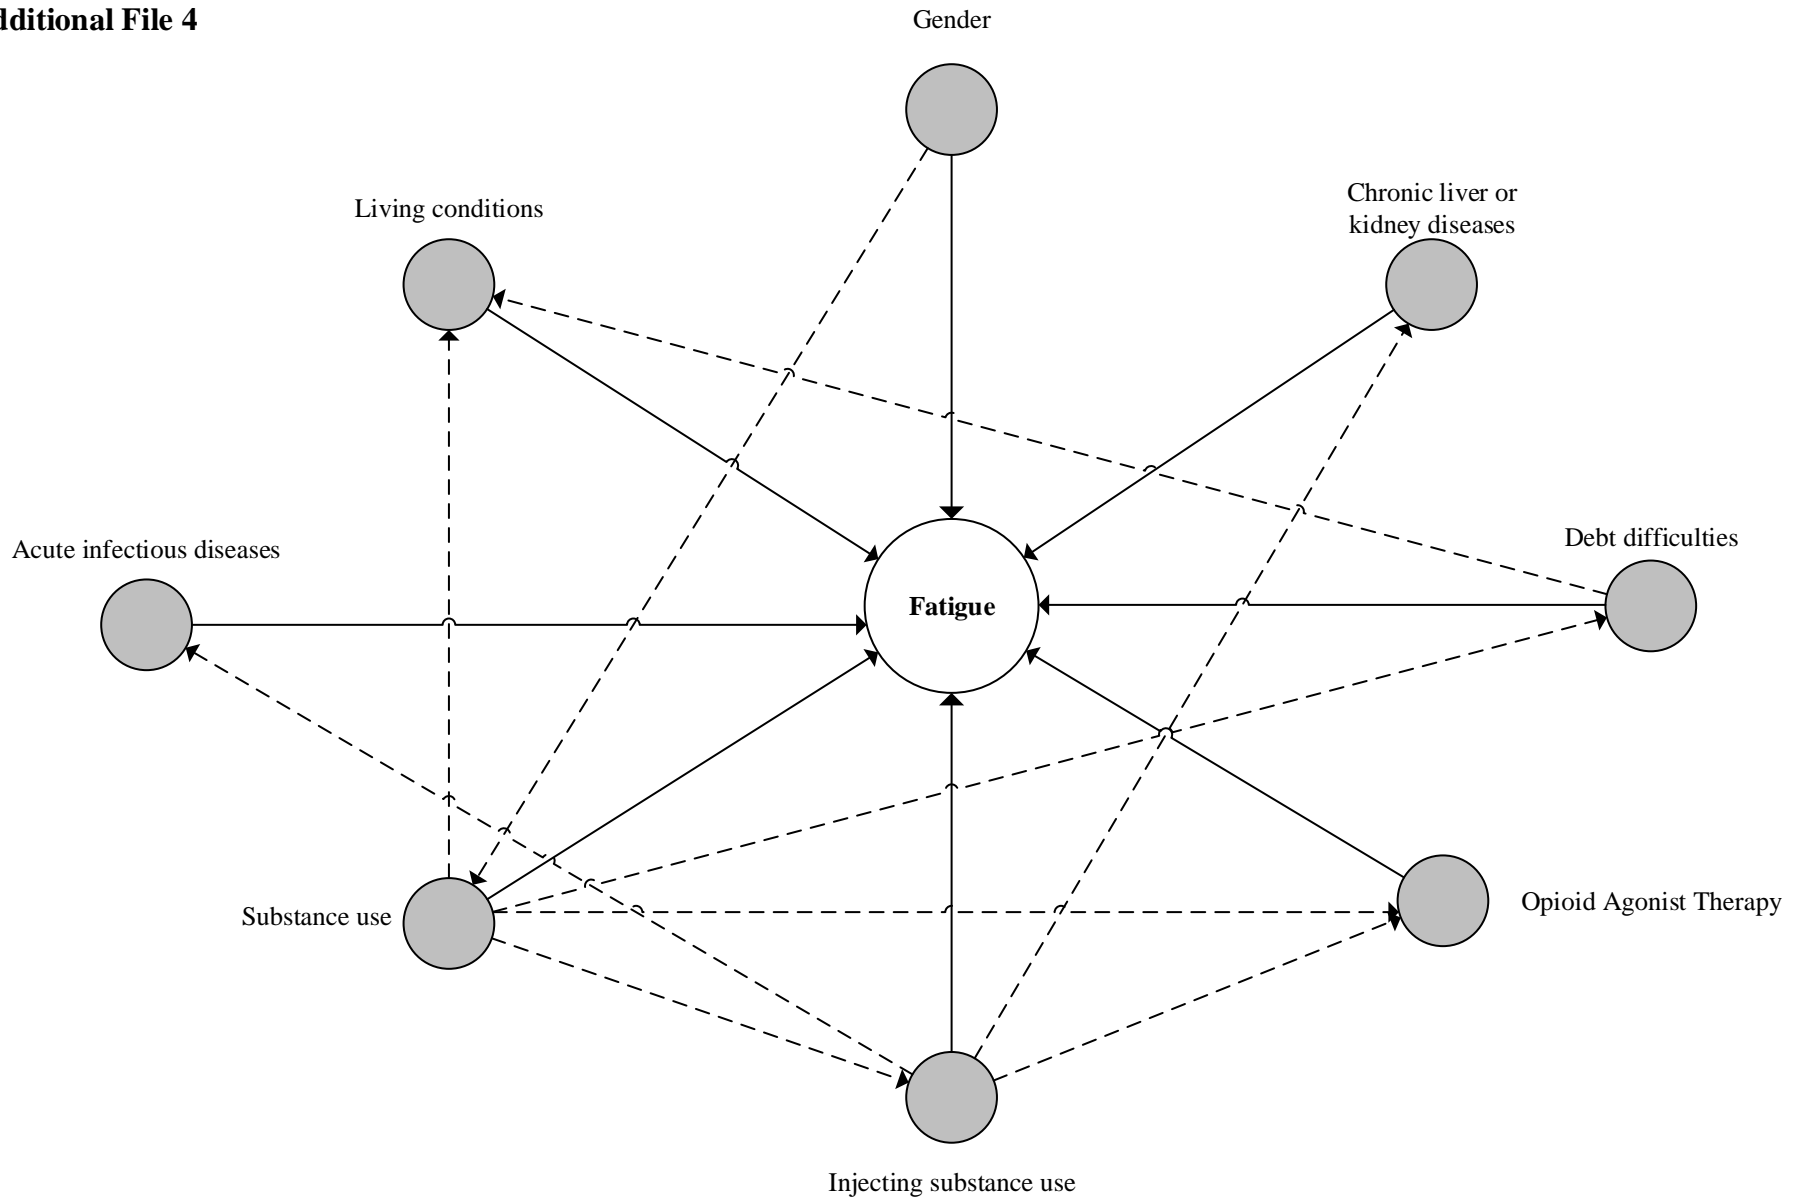 dditional File 4
Gender
Chronic liver or
kidney diseases
Living conditions
Debt difficulties
Acute infectious diseases
Fatigue
Opioid Agonist Therapy
Substance use
Injecting substance use